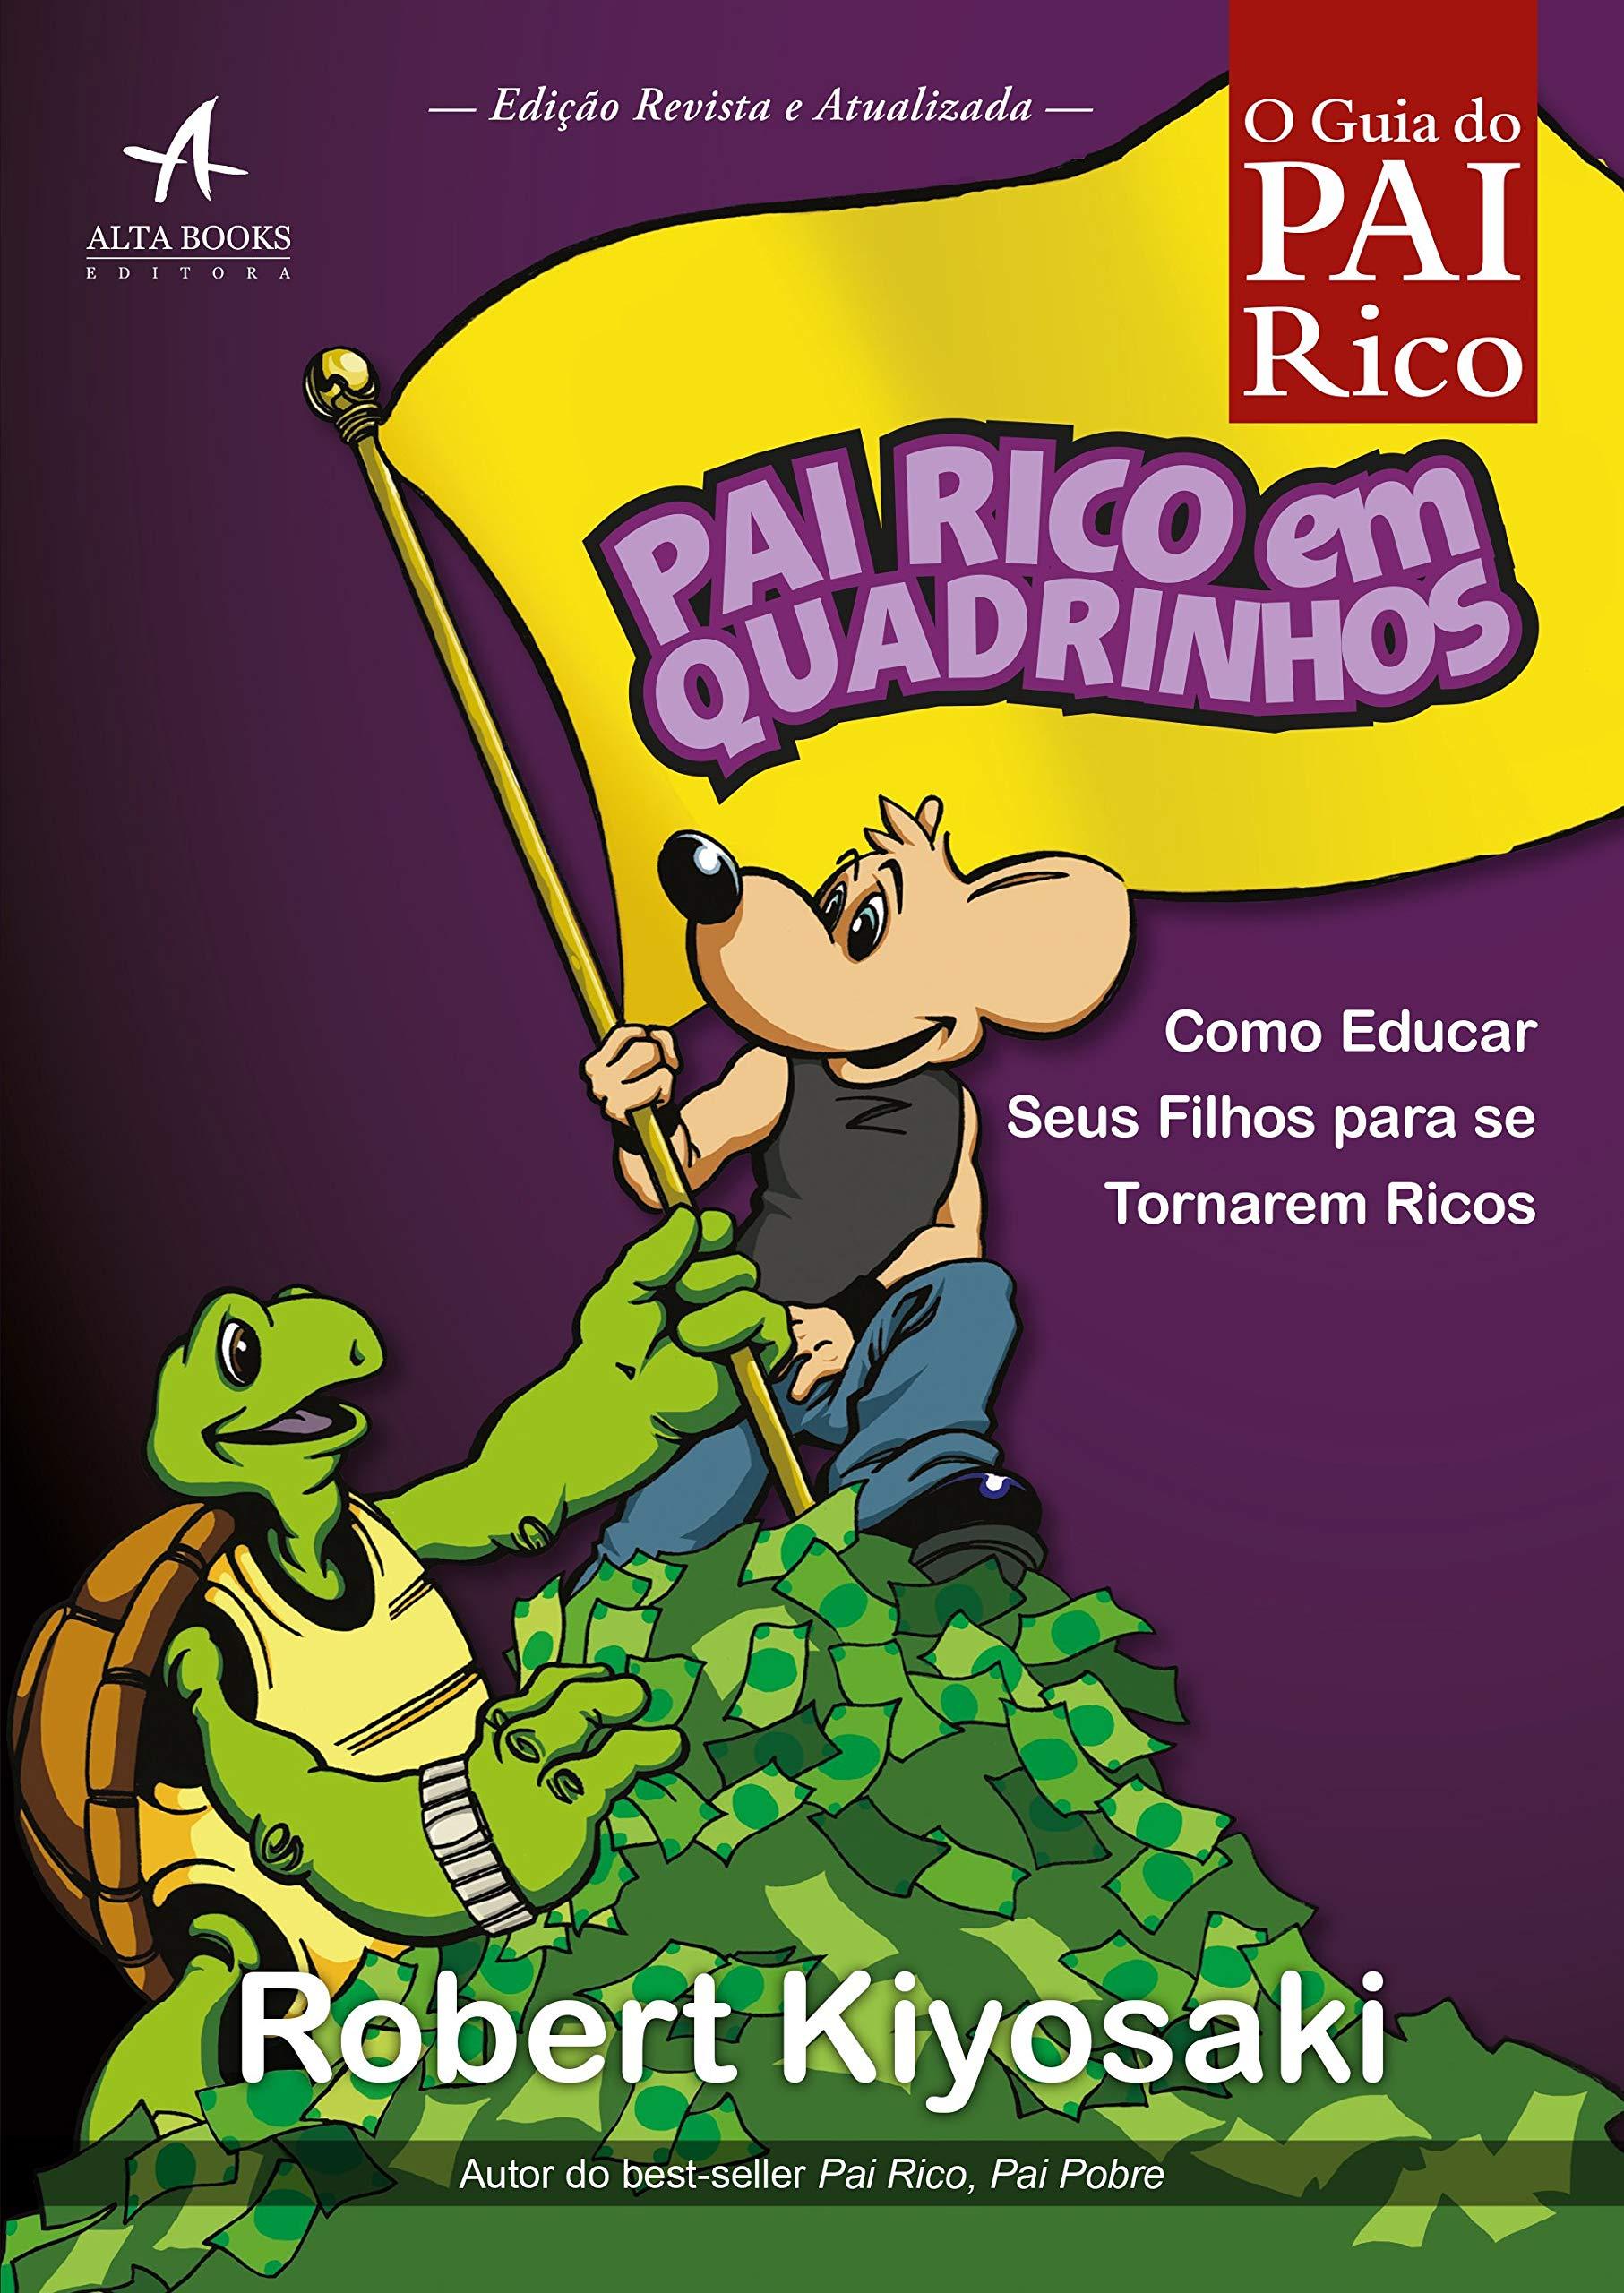 — Edição Revista e Atualizada —
ALTA BOOKS
EDITORA
O Guia do
PAI
Rico
PAI RICO em
QUADRINHOS
Z
Como Educar
Seus Filhos para se
Tornarem Ricos
Robert Kiyosaki
Autor do best-seller Pai Rico, Pai Pobre